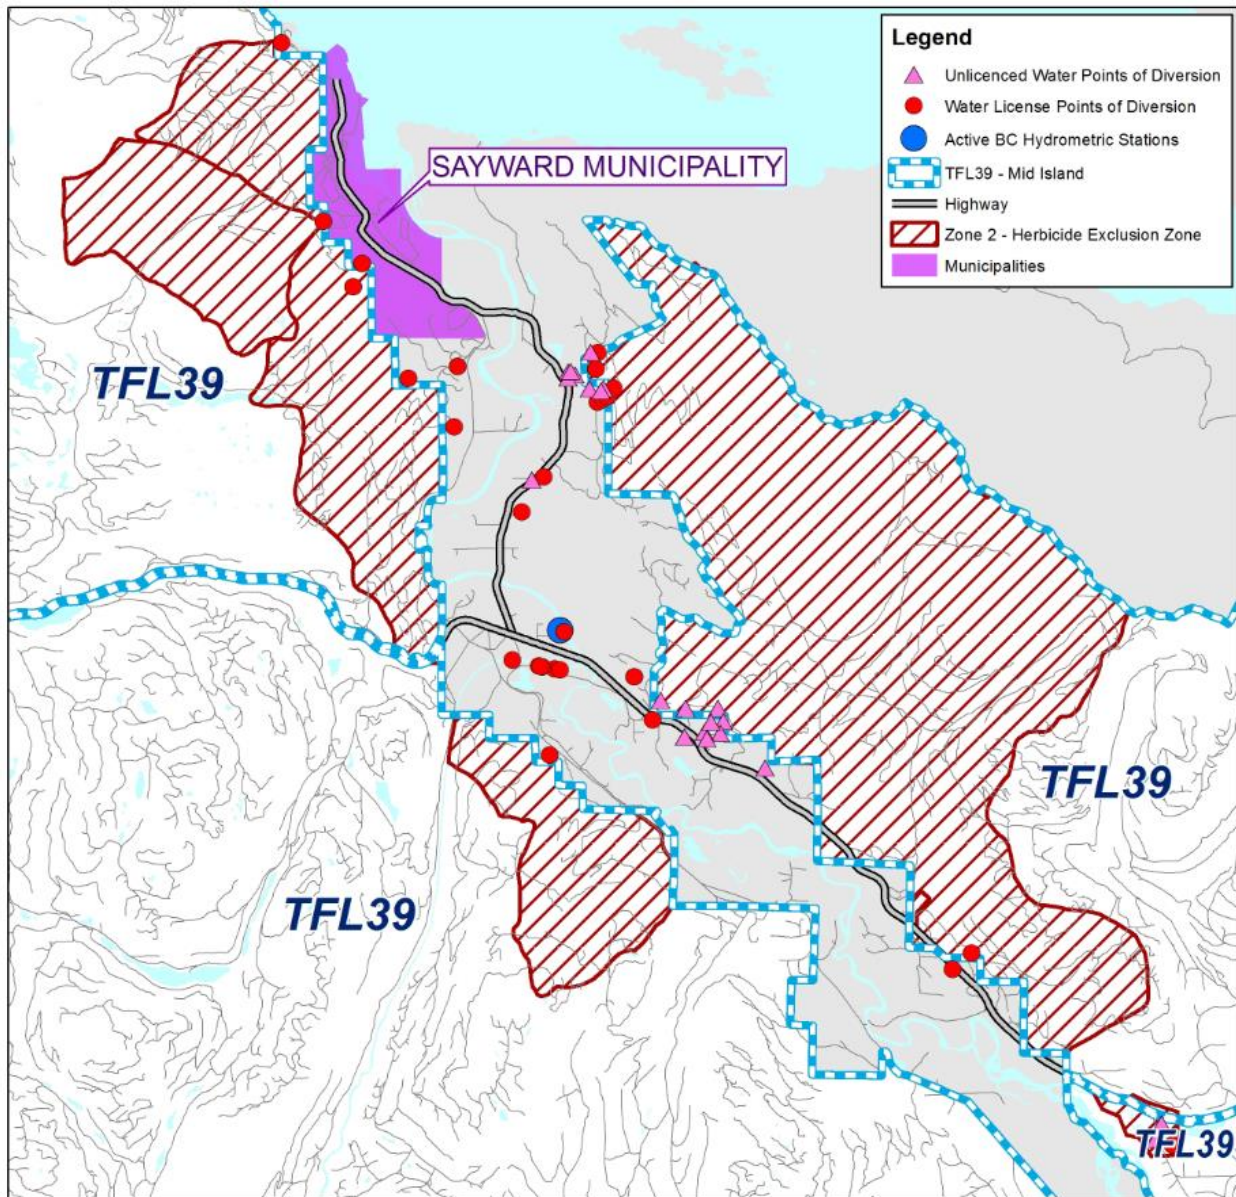 Legend
Unlicenced Water Points of Diversion
Water License Points of Diversion
Active BC Hydrometric Stations
TFL39 - Mid Island
Highway
Zone 2 - Herbicide Exclusion Zone
Municipalities
SAYWARD MUNICIPALITY
TFL39
TFL39
TFL39
TFL39